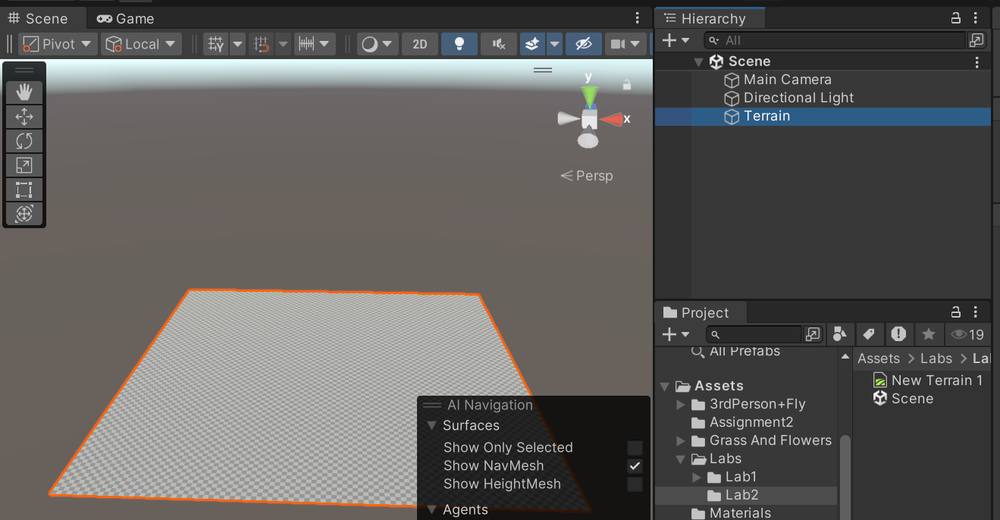 Scene Game
Pivot Local 2D
y
x
Persp
AI Navigation
Surfaces
Show Only Selected
Show NavMesh
Show HeightMesh
Agents
Hierarchy
All
Scene
Main Camera
Directional Light
Terrain
Project
19
All Prefabs
Assets
3rdPerson+Fly
Assignment2
Grass And Flowers
Labs
Lab1
Lab2
Materials
Assets > Labs > La
New Terrain 1
Scene